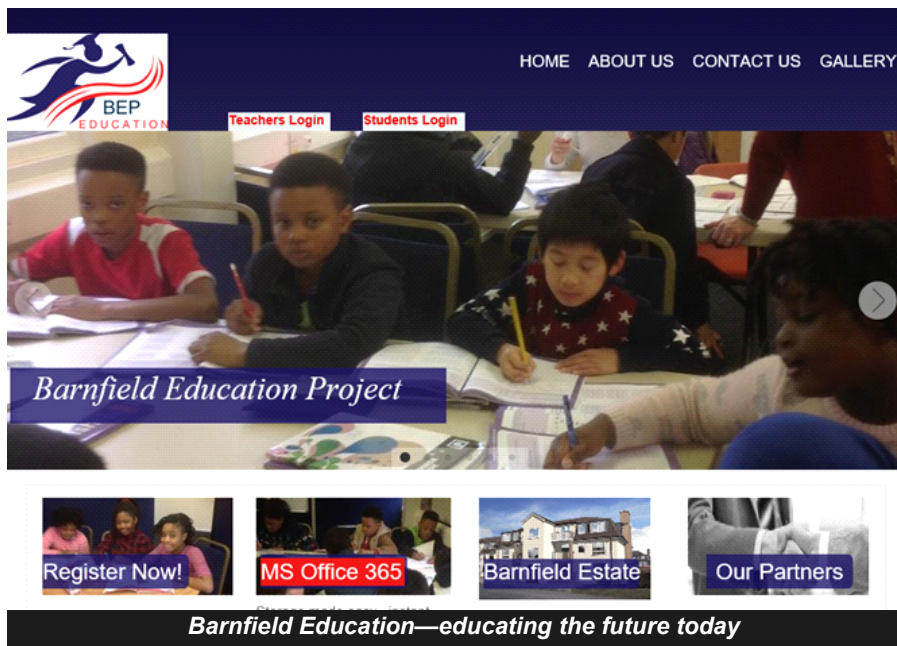 HOME ABOUT US CONTACT US GALLERY
BEP
EDUCATION
Teachers Login Students Login
Barnfield Education Project
Register Now! MS Office 365 Barnfield Estate Our Partners
Barnfield Education—educating the future today